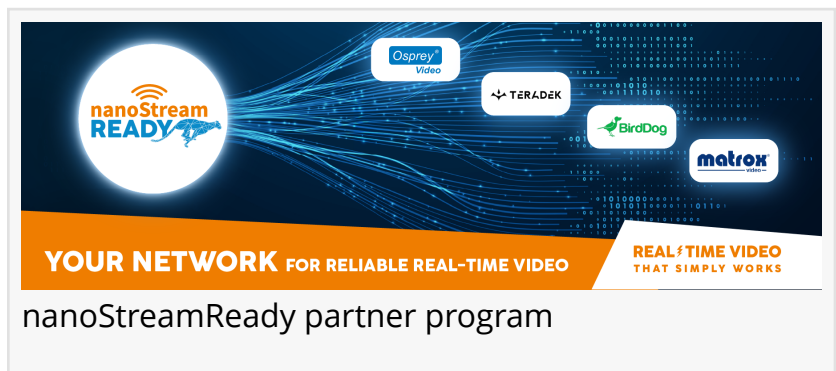 nanoStream
READY
Osprey®
Video
TERADEK
BirdDog
matrox®
video
YOUR NETWORK FOR RELIABLE REAL-TIME VIDEO
REAL TIME VIDEO
THAT SIMPLY WORKS
nanoStreamReady partner program